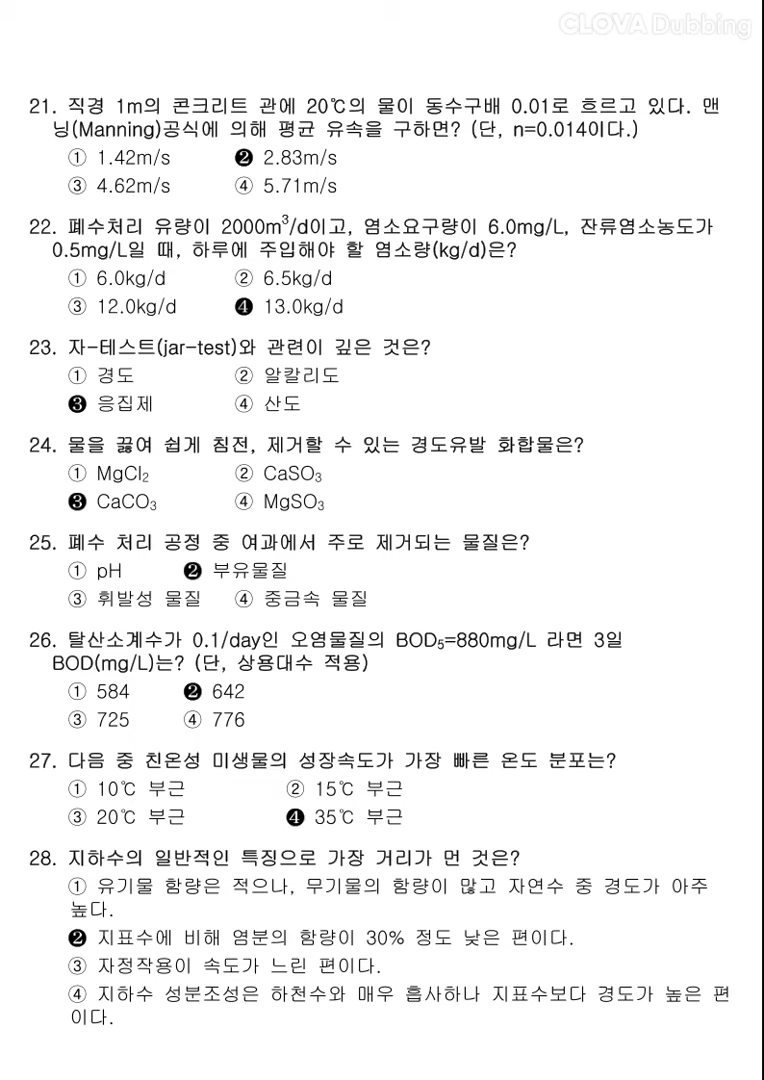 CLOVA Dubbing
21. 직경 1m의 콘크리트 관에 20℃의 물이 동수구배 0.01로 흐르고 있다. 맨
닝(Manning)공식에 의해 평균 유속을 구하면? (단, n=0.014이다.)
① 1.42m/s ❷ 2.83m/s
③ 4.62m/s ④ 5.71m/s
22. 폐수처리 유량이 2000m³/d이고, 염소요구량이 6.0mg/L, 잔류염소농도가
0.5mg/L일 때, 하루에 주입해야 할 염소량(kg/d)은?
① 6.0kg/d ② 6.5kg/d
③ 12.0kg/d ❹ 13.0kg/d
23. 자-테스트(jar-test)와 관련이 깊은 것은?
① 경도 ② 알칼리도
❸ 응집제 ④ 산도
24. 물을 끓여 쉽게 침전, 제거할 수 있는 경도유발 화합물은?
① MgCl₂ ② CaSO₃
❸ CaCO₃ ④ MgSO₃
25. 폐수 처리 공정 중 여과에서 주로 제거되는 물질은?
① pH ❷ 부유물질
③ 휘발성 물질 ④ 중금속 물질
26. 탈산소계수가 0.1/day인 오염물질의 BOD₅=880mg/L 라면 3일
BOD(mg/L)는? (단, 상용대수 적용)
① 584 ❷ 642
③ 725 ④ 776
27. 다음 중 친온성 미생물의 성장속도가 가장 빠른 온도 분포는?
① 10℃ 부근 ② 15℃ 부근
③ 20℃ 부근 ❹ 35℃ 부근
28. 지하수의 일반적인 특징으로 가장 거리가 먼 것은?
① 유기물 함량은 적으나, 무기물의 함량이 많고 자연수 중 경도가 아주
높다.
❷ 지표수에 비해 염분의 함량이 30% 정도 낮은 편이다.
③ 자정작용이 속도가 느린 편이다.
④ 지하수 성분조성은 하천수와 매우 흡사하나 지표수보다 경도가 높은 편
이다.